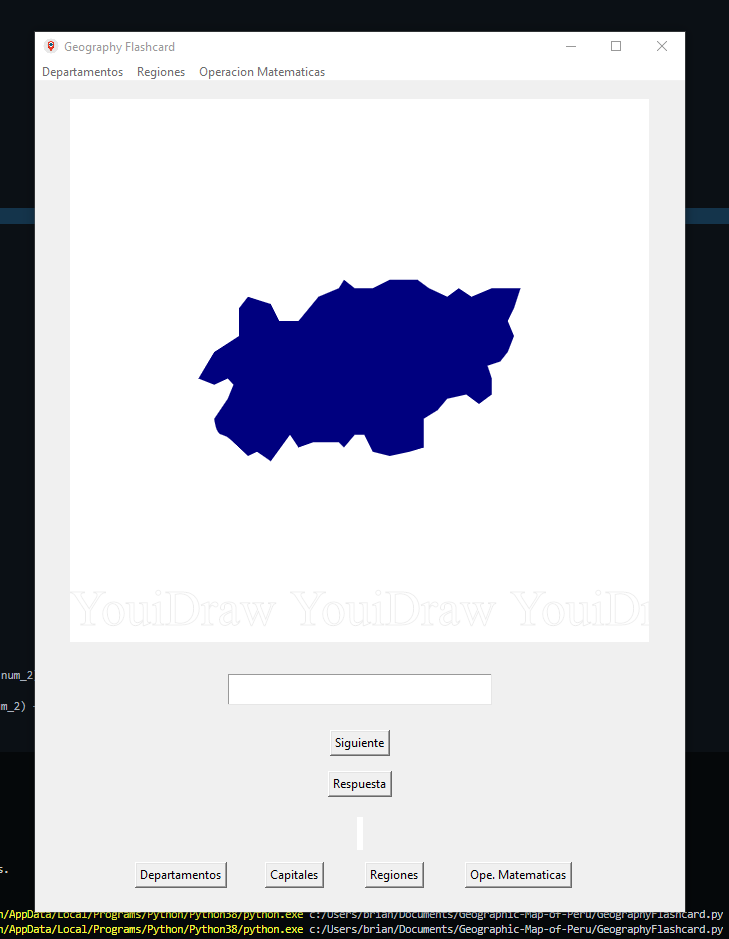 Geography Flashcard
Departamentos Regiones Operacion Matematicas
YouiDraw YouiDraw YouiD
num_2
m_2)
Siguiente
Respuesta
s.
Departamentos Capitales Regiones Ope. Matematicas
n/AppData/Local/Programs/Python/Python38/python.exe c:/Users/brian/Documents/Geographic-Map-of-Peru/GeographyFlashcard.py
n/AppData/Local/Programs/Python/Python38/python.exe c:/Users/brian/Documents/Geographic-Map-of-Peru/GeographyFlashcard.py